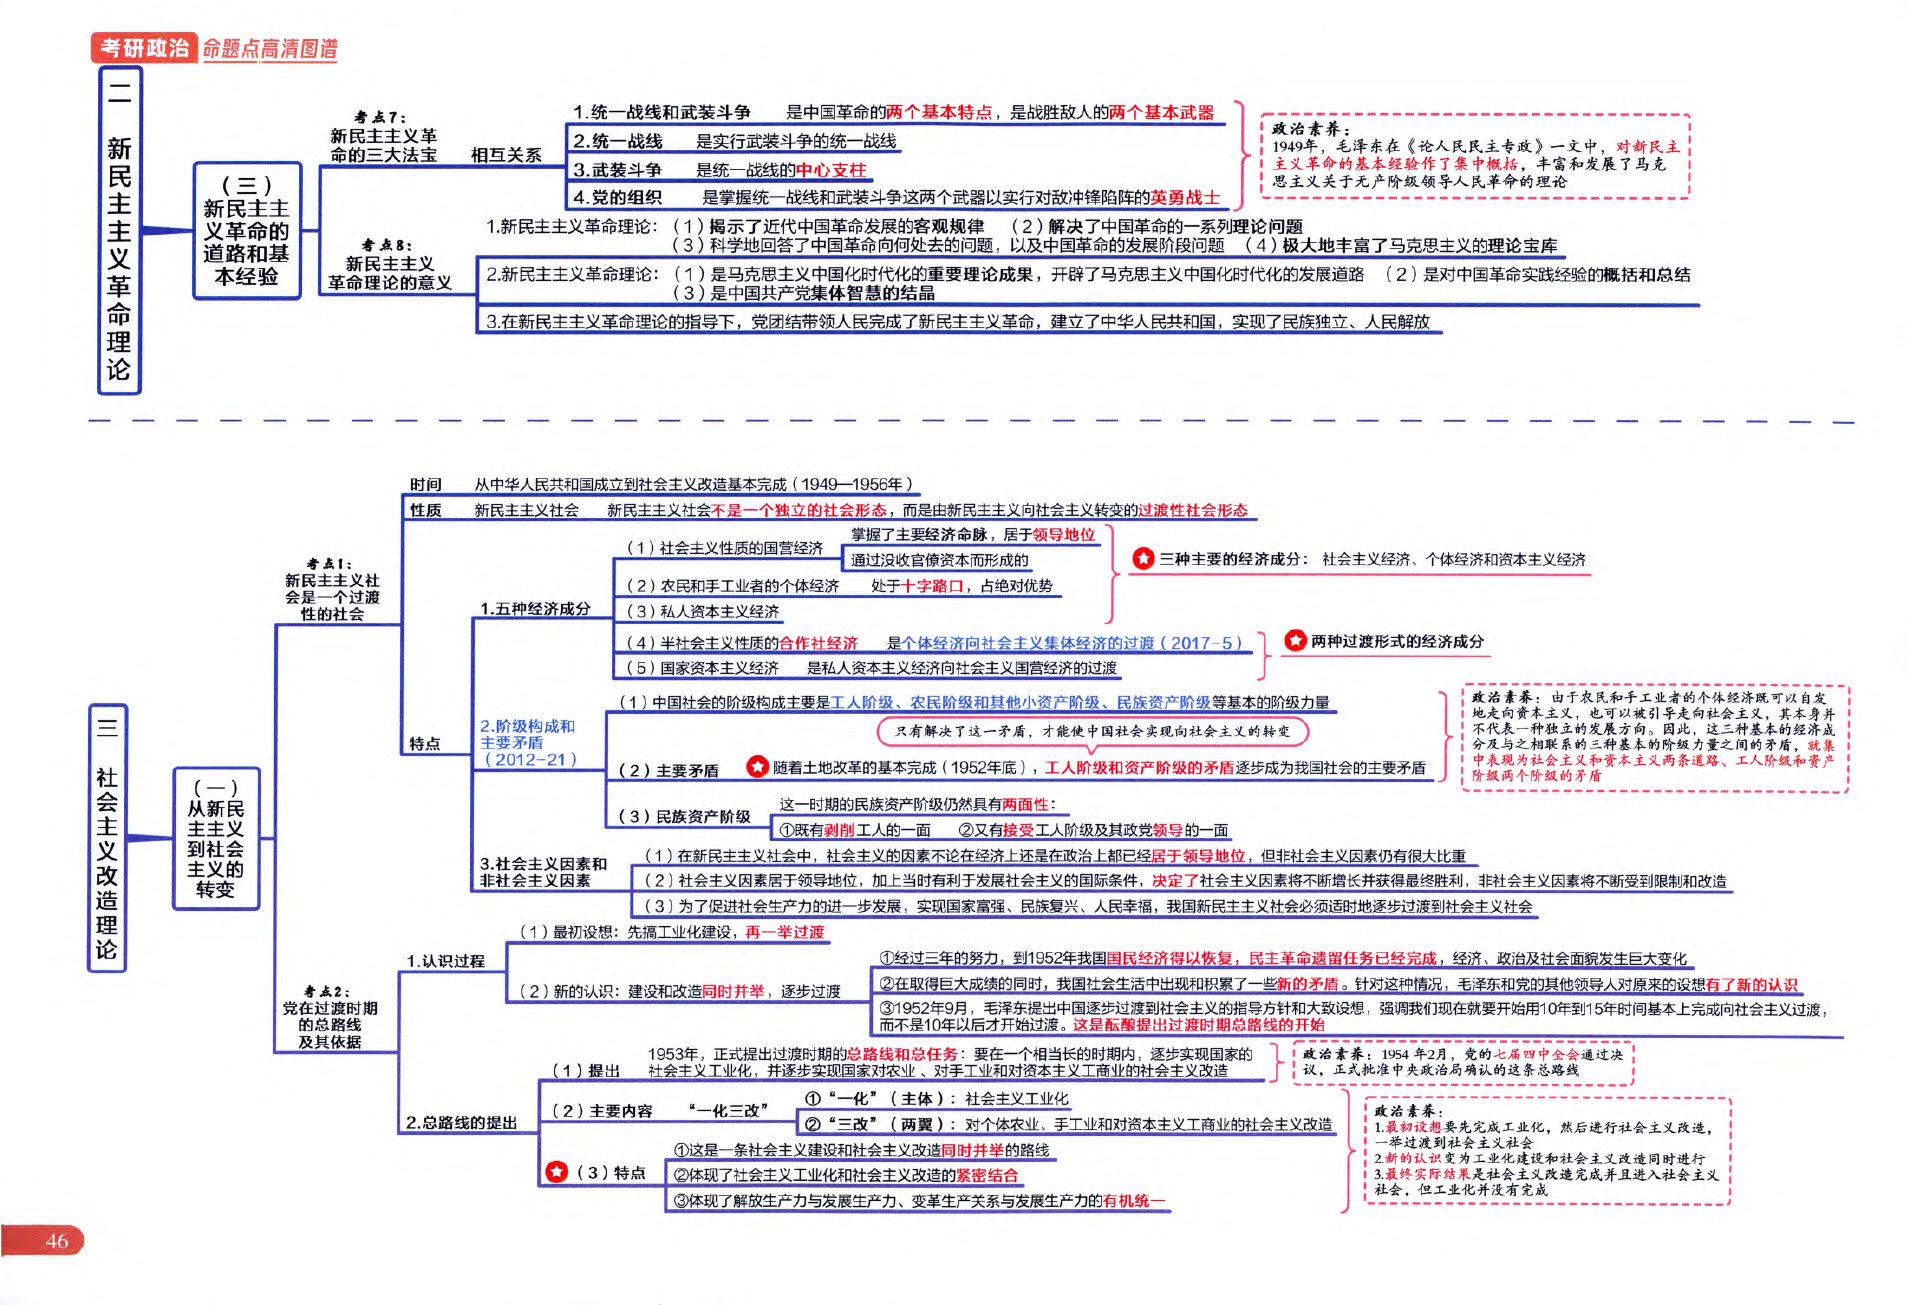 考研政治 命题点高清图谱
二 新民主主义革命理论
(三)
新民主主
义革命的
道路和基
本经验
考点7:
新民主主义革
命的三大法宝
相互关系
1.统一战线和武装斗争 是中国革命的两个基本特点，是战胜敌人的两个基本武器
2.统一战线 是实行武装斗争的统一战线
3.武装斗争 是统一战线的中心支柱
4.党的组织 是掌握统一战线和武装斗争这两个武器以实行对敌冲锋陷阵的英勇战士
政治素养：
1949年，毛泽东在《论人民民主专政》一文中，对新民主
主义革命的基本经验作了集中概括，丰富和发展了马克
思主义关于无产阶级领导人民革命的理论
考点8:
新民主主义
革命理论的意义
1.新民主主义革命理论：（1）揭示了近代中国革命发展的客观规律 （2）解决了中国革命的一系列理论问题
（3）科学地回答了中国革命向何处去的问题，以及中国革命的发展阶段问题 （4）极大地丰富了马克思主义的理论宝库
2.新民主主义革命理论：（1）是马克思主义中国化时代化的重要理论成果，开辟了马克思主义中国化时代化的发展道路 （2）是对中国革命实践经验的概括和总结
（3）是中国共产党集体智慧的结晶
3.在新民主主义革命理论的指导下，党团结带领人民完成了新民主主义革命，建立了中华人民共和国，实现了民族独立、人民解放
三 社会主义改造理论
(一)
从新民
主主义
到社会
主义的
转变
考点1:
新民主主义社
会是一个过渡
性的社会
时间 从中华人民共和国成立到社会主义改造基本完成（1949—1956年）
性质 新民主主义社会 新民主主义社会不是一个独立的社会形态，而是由新民主主义向社会主义转变的过渡性社会形态
特点
1.五种经济成分
（1）社会主义性质的国营经济
掌握了主要经济命脉，居于领导地位
通过没收官僚资本而形成的
（2）农民和手工业者的个体经济 处于十字路口，占绝对优势
（3）私人资本主义经济
三种主要的经济成分： 社会主义经济、个体经济和资本主义经济
（4）半社会主义性质的合作社经济 是个体经济向社会主义集体经济的过渡（2017-5）
（5）国家资本主义经济 是私人资本主义经济向社会主义国营经济的过渡
两种过渡形式的经济成分
2.阶级构成和
主要矛盾
（2012-21）
（1）中国社会的阶级构成主要是工人阶级、农民阶级和其他小资产阶级、民族资产阶级等基本的阶级力量
只有解决了这一矛盾，才能使中国社会实现向社会主义的转变
（2）主要矛盾 随着土地改革的基本完成（1952年底），工人阶级和资产阶级的矛盾逐步成为我国社会的主要矛盾
（3）民族资产阶级
这一时期的民族资产阶级仍然具有两面性：
①既有剥削工人的一面 ②又有接受工人阶级及其政党领导的一面
政治素养：由于农民和手工业者的个体经济既可以自发
地走向资本主义，也可以被引导走向社会主义，其本身并
不代表一种独立的发展方向。因此，这三种基本的经济成
分及与之相联系的三种基本的阶级力量之间的矛盾，就集
中表现为社会主义和资本主义两条道路、工人阶级和资产
阶级两个阶级的矛盾
3.社会主义因素和
非社会主义因素
（1）在新民主主义社会中，社会主义的因素不论在经济上还是在政治上都已经居于领导地位，但非社会主义因素仍有很大比重
（2）社会主义因素居于领导地位，加上当时有利于发展社会主义的国际条件，决定了社会主义因素将不断增长并获得最终胜利，非社会主义因素将不断受到限制和改造
（3）为了促进社会生产力的进一步发展，实现国家富强、民族复兴、人民幸福，我国新民主主义社会必须适时地逐步过渡到社会主义社会
考点2:
党在过渡时期
的总路线
及其依据
1.认识过程
（1）最初设想：先搞工业化建设，再一举过渡
（2）新的认识：建设和改造同时并举，逐步过渡
①经过三年的努力，到1952年我国国民经济得以恢复，民主革命遗留任务已经完成，经济、政治及社会面貌发生巨大变化
②在取得巨大成绩的同时，我国社会生活中出现和积累了一些新的矛盾。针对这种情况，毛泽东和党的其他领导人对原来的设想有了新的认识
③1952年9月，毛泽东提出中国逐步过渡到社会主义的指导方针和大致设想，强调我们现在就要开始用10年到15年时间基本上完成向社会主义过渡，
而不是10年以后才开始过渡。这是酝酿提出过渡时期总路线的开始
2.总路线的提出
（1）提出
1953年，正式提出过渡时期的总路线和总任务：要在一个相当长的时期内，逐步实现国家的
社会主义工业化，并逐步实现国家对农业、对手工业和对资本主义工商业的社会主义改造
政治素养：1954年2月，党的七届四中全会通过决
议，正式批准中央政治局确认的这条总路线
（2）主要内容 “一化三改”
①“一化”（主体）：社会主义工业化
②“三改”（两翼）：对个体农业、手工业和对资本主义工商业的社会主义改造
（3）特点
①这是一条社会主义建设和社会主义改造同时并举的路线
②体现了社会主义工业化和社会主义改造的紧密结合
③体现了解放生产力与发展生产力、变革生产关系与发展生产力的有机统一
政治素养：
1.最初设想要先完成工业化，然后进行社会主义改造，
一举过渡到社会主义社会
2.新的认识变为工业化建设和社会主义改造同时进行
3.最终实际结果是社会主义改造完成并且进入社会主义
社会，但工业化并没有完成
46